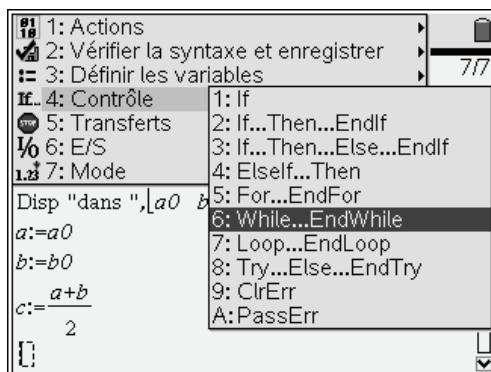 1: Actions
2: Vérifier la syntaxe et enregistrer
7/7
:= 3: Définir les variables
If.. 4: Contrôle
1: If
5: Transferts
2: If...Then...EndIf
I/O 6: E/S
3: If...Then...Else...EndIf
1.23 7: Mode
4: ElseIf...Then
5: For...EndFor
Disp "dans ",[a0 b
6: While...EndWhile
a:=a0
7: Loop...EndLoop
b:=b0
8: Try...Else...EndTry
9: ClrErr
c:=a+b
2
A: PassErr